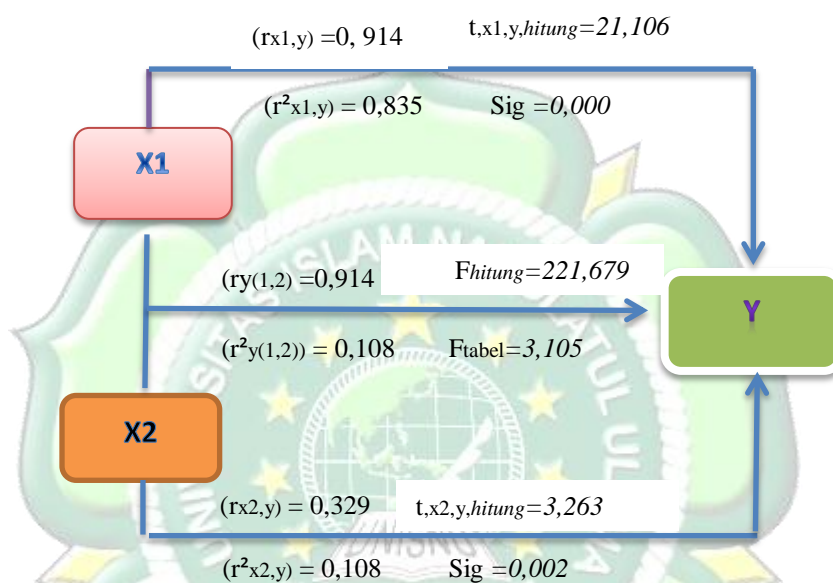 (rx1,y) =0, 914 t,x1,y,hitung=21,106
(r²x1,y) = 0,835 Sig =0,000
X1
(ry(1,2) =0,914 Fhitung=221,679
Y
(r²y(1,2)) = 0,108 Ftabel=3,105
X2
(rx2,y) = 0,329 t,x2,y,hitung=3,263
(r²x2,y) = 0,108 Sig =0,002